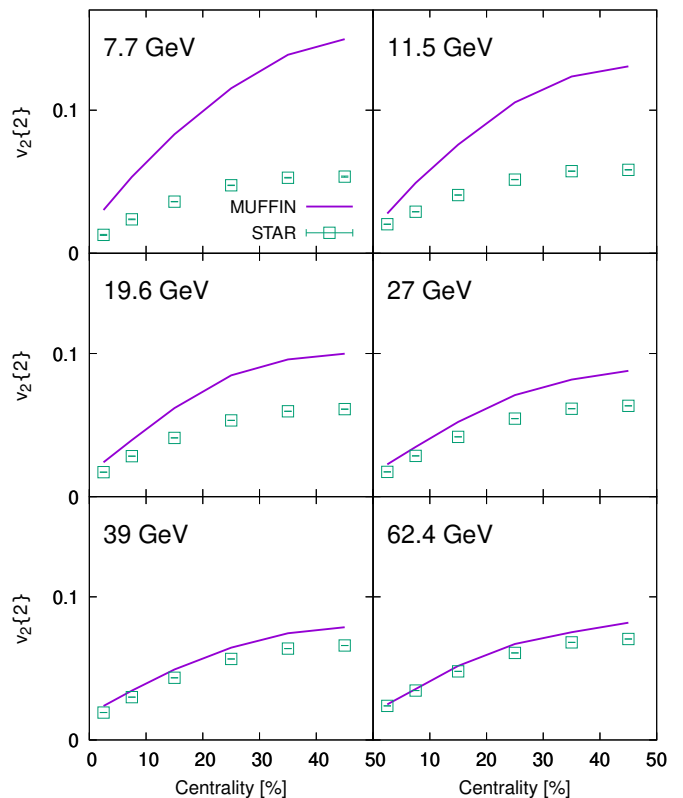 7.7 GeV
11.5 GeV
0.1
v₂{2}
MUFFIN
STAR
0
19.6 GeV
27 GeV
0.1
v₂{2}
0
39 GeV
62.4 GeV
0.1
v₂{2}
0
0 10 20 30 40 50 0 10 20 30 40 50
Centrality [%] Centrality [%]